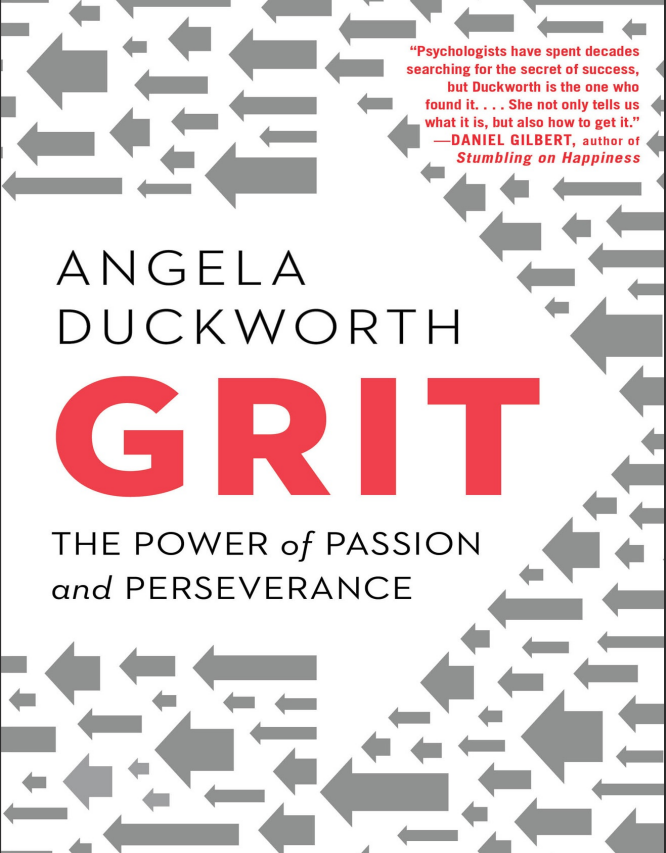 “Psychologists have spent decades
searching for the secret of success,
but Duckworth is the one who
found it. . . . She not only tells us
what it is, but also how to get it.”
—DANIEL GILBERT, author of
Stumbling on Happiness
ANGELA
DUCKWORTH
GRIT
THE POWER of PASSION
and PERSEVERANCE